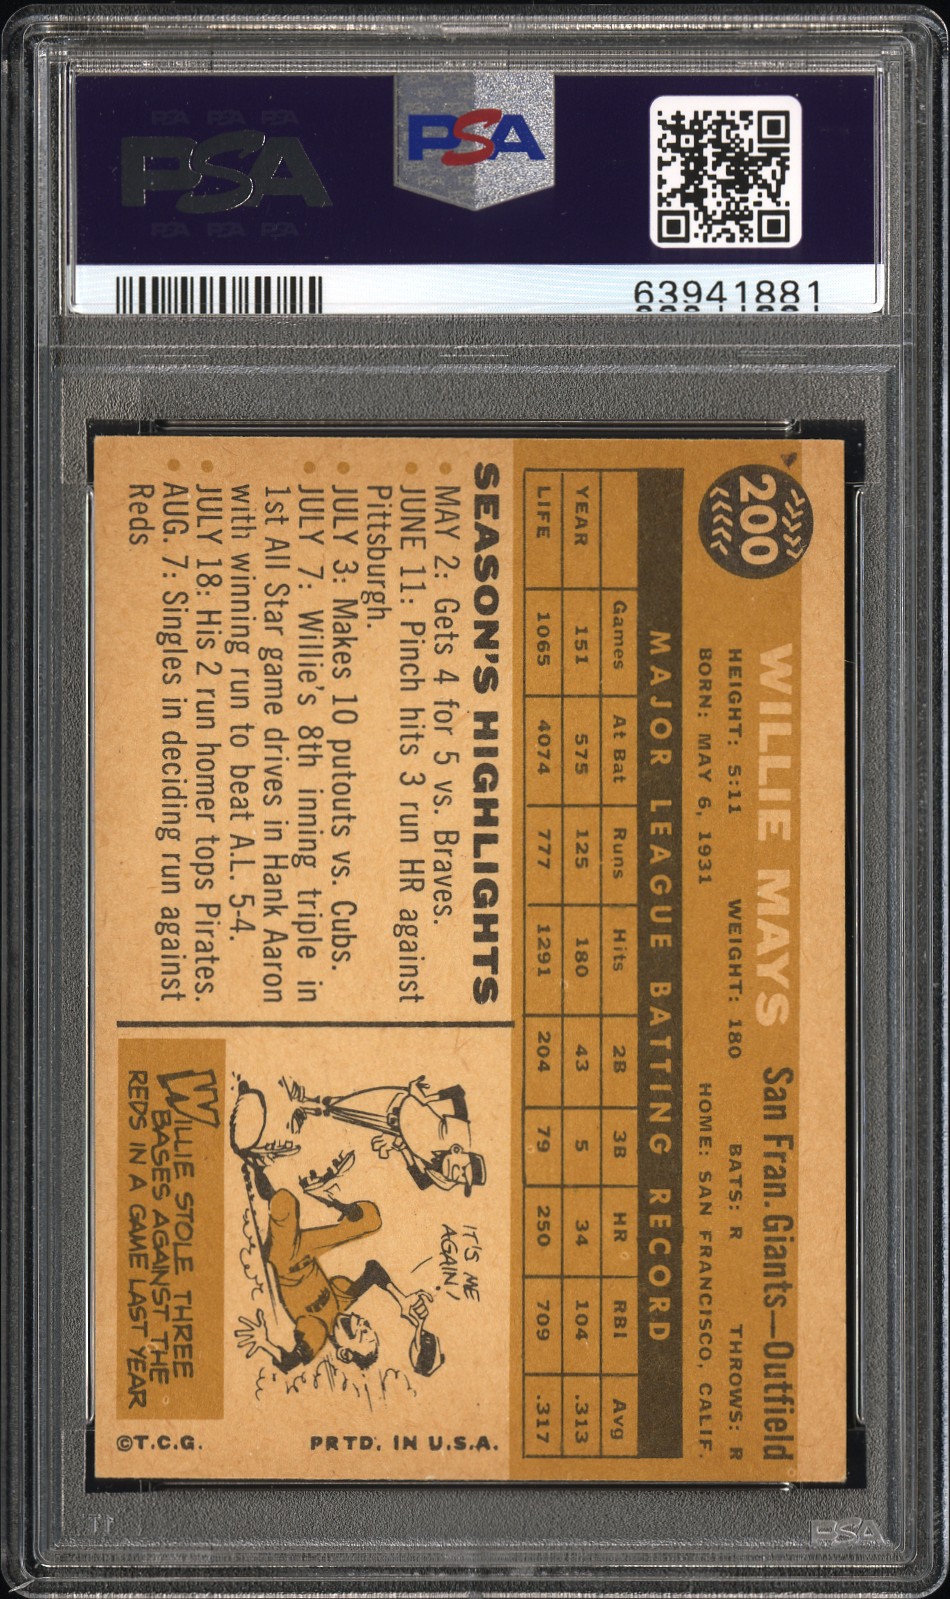 PSA PSA PSA
PSA
PSA PSA PSA
PSA
63941881
200
WILLIE MAYS San Fran. Giants—Outfield
HEIGHT: 5:11 WEIGHT: 180 BATS: R THROWS: R
BORN: MAY 6, 1931 HOME: SAN FRANCISCO, CALIF.
MAJOR LEAGUE BATTING RECORD
Games At Bat Runs Hits 2B 3B HR RBI Avg
YEAR 151 575 125 180 43 5 34 104 .313
LIFE 1065 4074 777 1291 204 79 250 709 .317
SEASON'S HIGHLIGHTS
• MAY 2: Gets 4 for 5 vs. Braves.
• JUNE 11: Pinch hits 3 run HR against
Pittsburgh.
• JULY 3: Makes 10 putouts vs. Cubs.
• JULY 7: Willie's 8th inning triple in
1st All Star game drives in Hank Aaron
with winning run to beat A.L. 5-4.
• JULY 18: His 2 run homer tops Pirates.
• AUG. 7: Singles in deciding run against
Reds
IT'S ME
AGAIN!
WILLIE STOLE THREE
BASES AGAINST THE
REDS IN A GAME LAST YEAR
©T.C.G. PRTD. IN U.S.A.
PSA